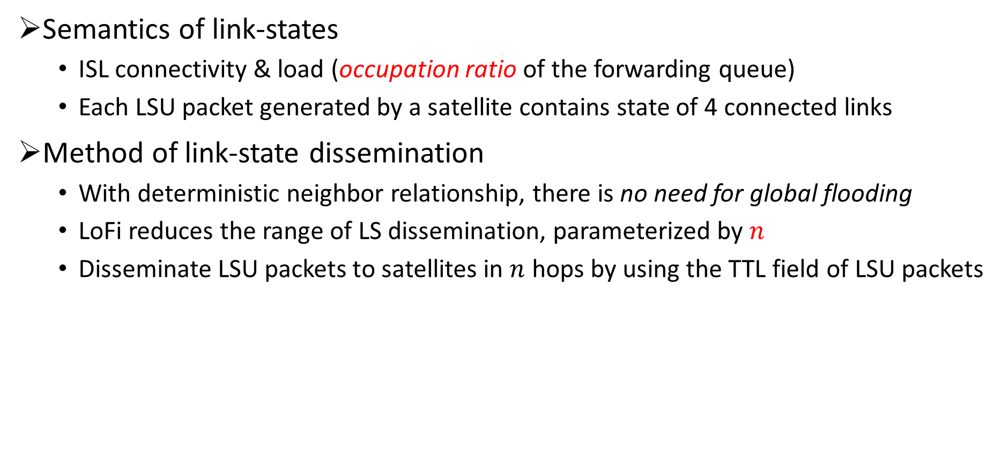 ➢Semantics of link-states
• ISL connectivity & load (occupation ratio of the forwarding queue)
• Each LSU packet generated by a satellite contains state of 4 connected links
➢Method of link-state dissemination
• With deterministic neighbor relationship, there is no need for global flooding
• LoFi reduces the range of LS dissemination, parameterized by n
• Disseminate LSU packets to satellites in n hops by using the TTL field of LSU packets